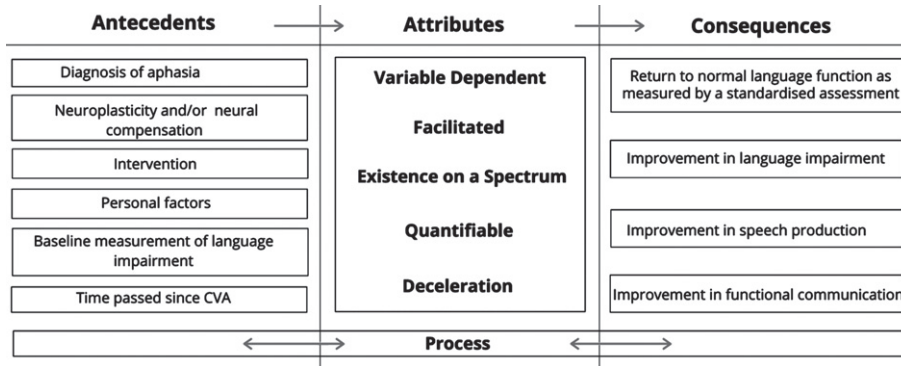 Antecedents
Attributes
Consequences
Diagnosis of aphasia
Neuroplasticity and/or neural
compensation
Intervention
Personal factors
Baseline measurement of language
impairment
Time passed since CVA
Variable Dependent
Facilitated
Existence on a Spectrum
Quantifiable
Deceleration
Return to normal language function as
measured by a standardised assessment
Improvement in language impairment
Improvement in speech production
Improvement in functional communication
Process